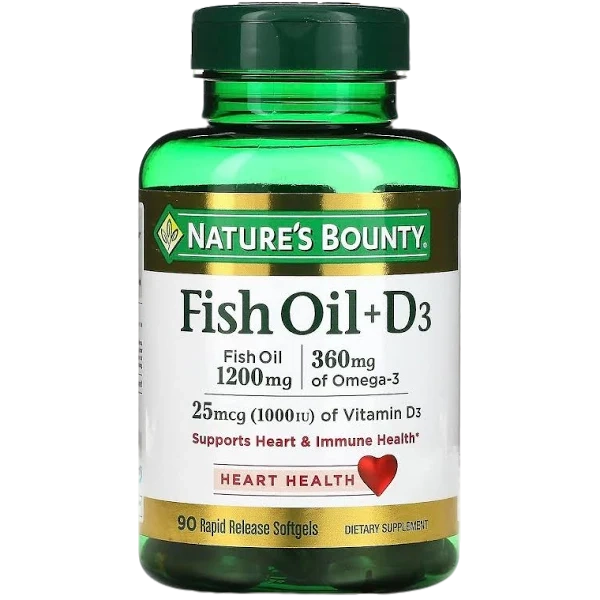 NATURE'S BOUNTY®
Fish Oil+D3
Fish Oil 1200mg
360mg of Omega-3
25mcg (1000IU) of Vitamin D3
Supports Heart & Immune Health*
HEART HEALTH
90 Rapid Release Softgels
DIETARY SUPPLEMENT